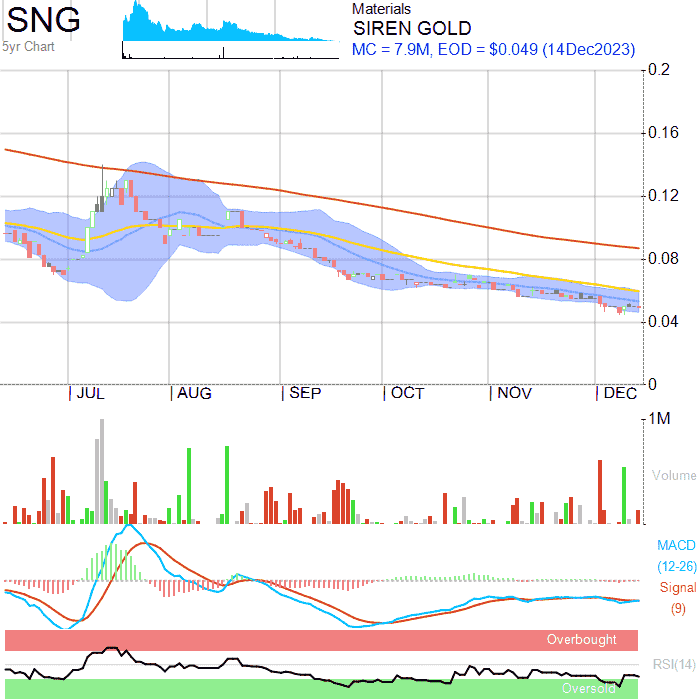 SNG
5yr Chart
Materials
SIREN GOLD
MC = 7.9M, EOD = $0.049 (14Dec2023)
0.2
0.16
0.12
0.08
0.04
0
JUL AUG SEP OCT NOV DEC
1M
Volume
MACD
(12-26)
Signal
(9)
Overbought
RSI(14)
Oversold